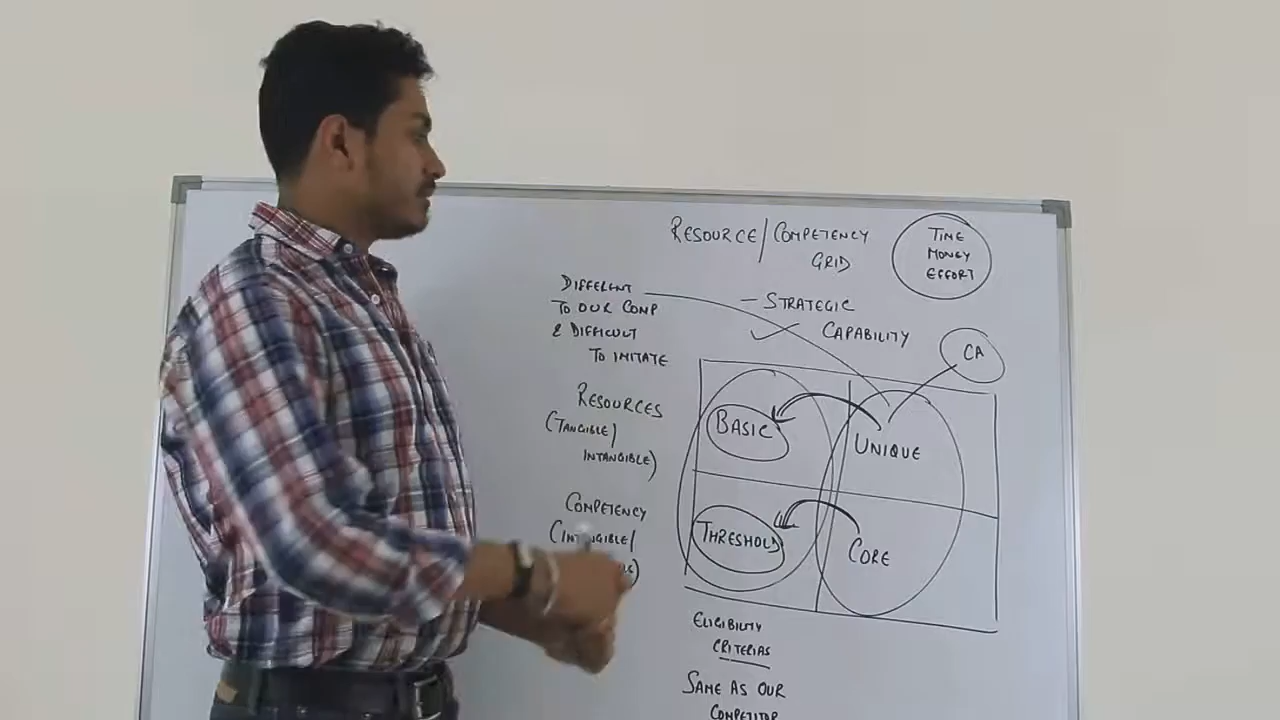 RESOURCE/COMPETENCY
GRID
TIME
MONEY
EFFORT
DIFFERENT
TO OUR COMP
& DIFFICULT
TO IMITATE
- STRATEGIC
CAPABILITY
CA
RESOURCES
(TANGIBLE/
INTANGIBLE)
BASIC
UNIQUE
COMPETENCY
(INTANGIBLE/
THRESHOLD
CORE
ELIGIBILITY
CRITERIAS
SAME AS OUR
COMPETITOR